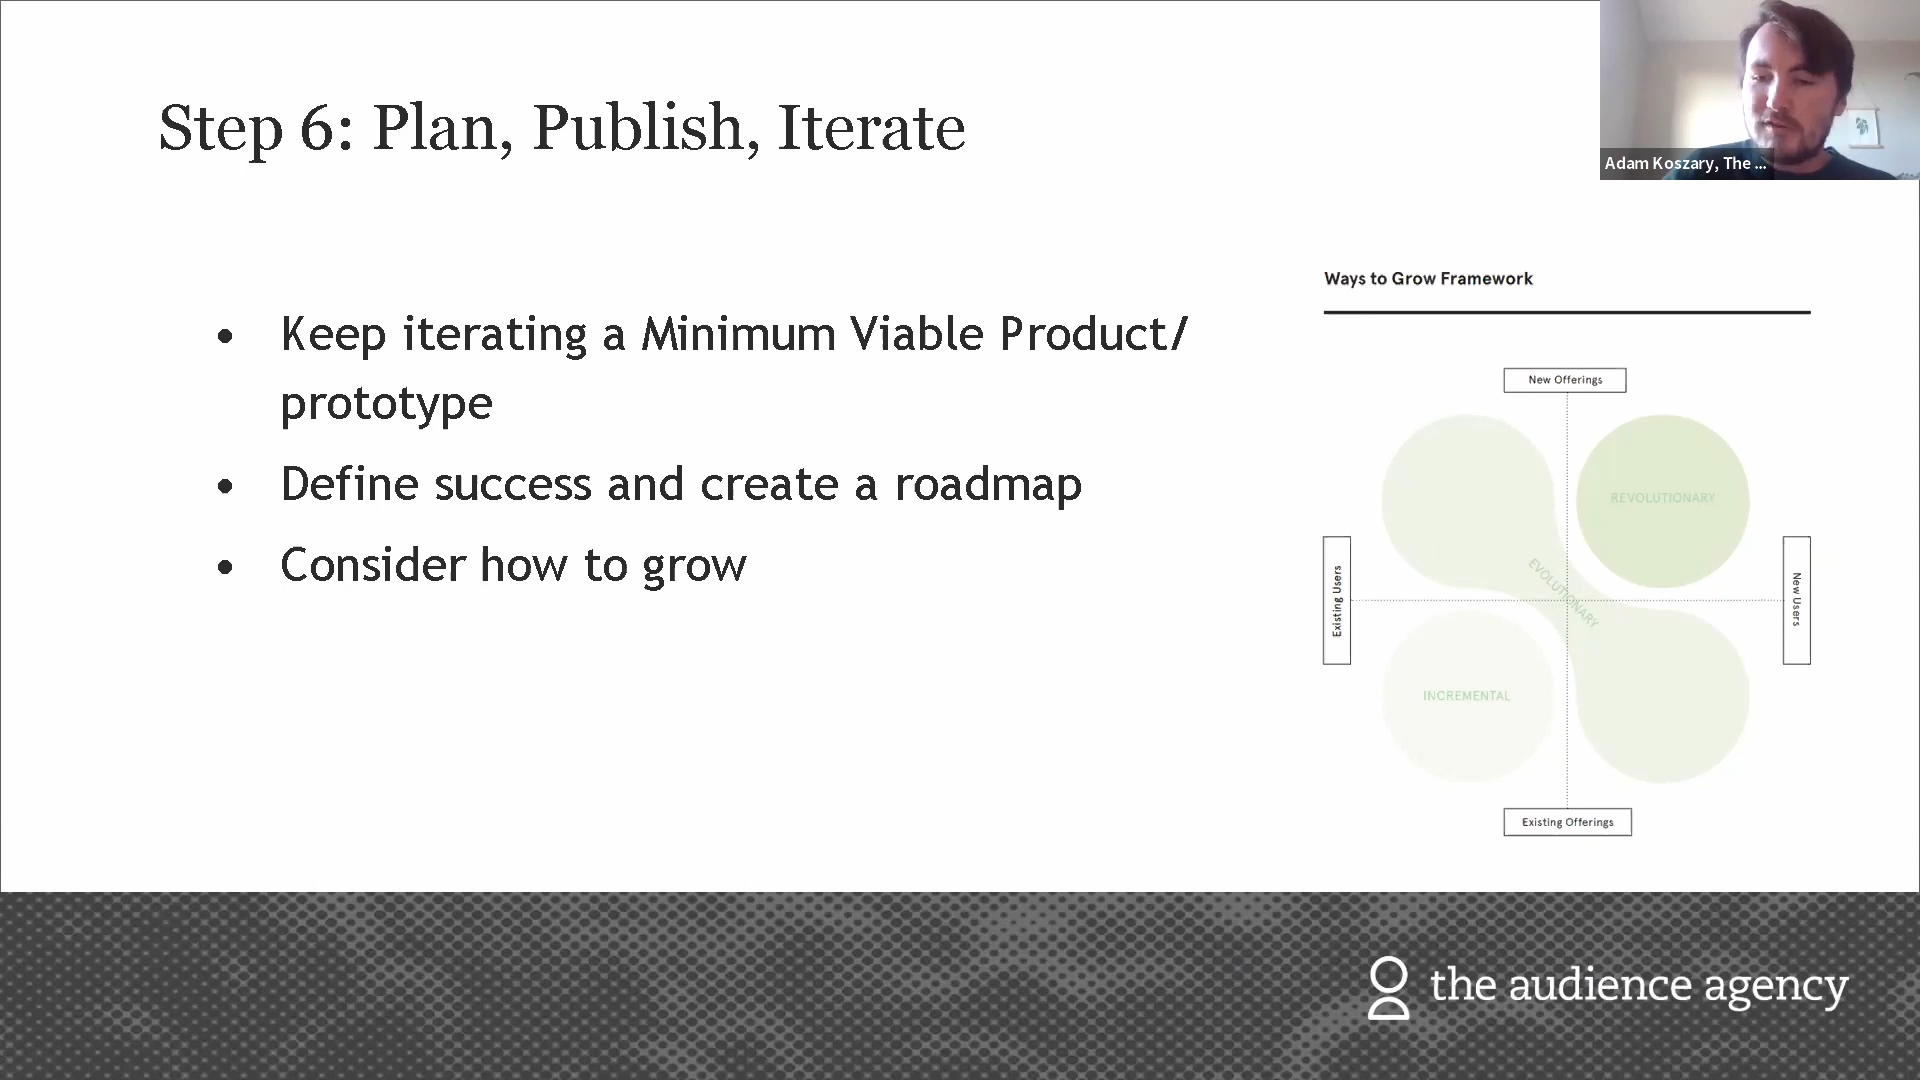 Step 6: Plan, Publish, Iterate
Adam Koszary, The ...
• Keep iterating a Minimum Viable Product/
prototype
• Define success and create a roadmap
• Consider how to grow
Ways to Grow Framework
New Offerings
REVOLUTIONARY
Existing Users
EVOLUTIONARY
New Users
INCREMENTAL
Existing Offerings
the audience agency